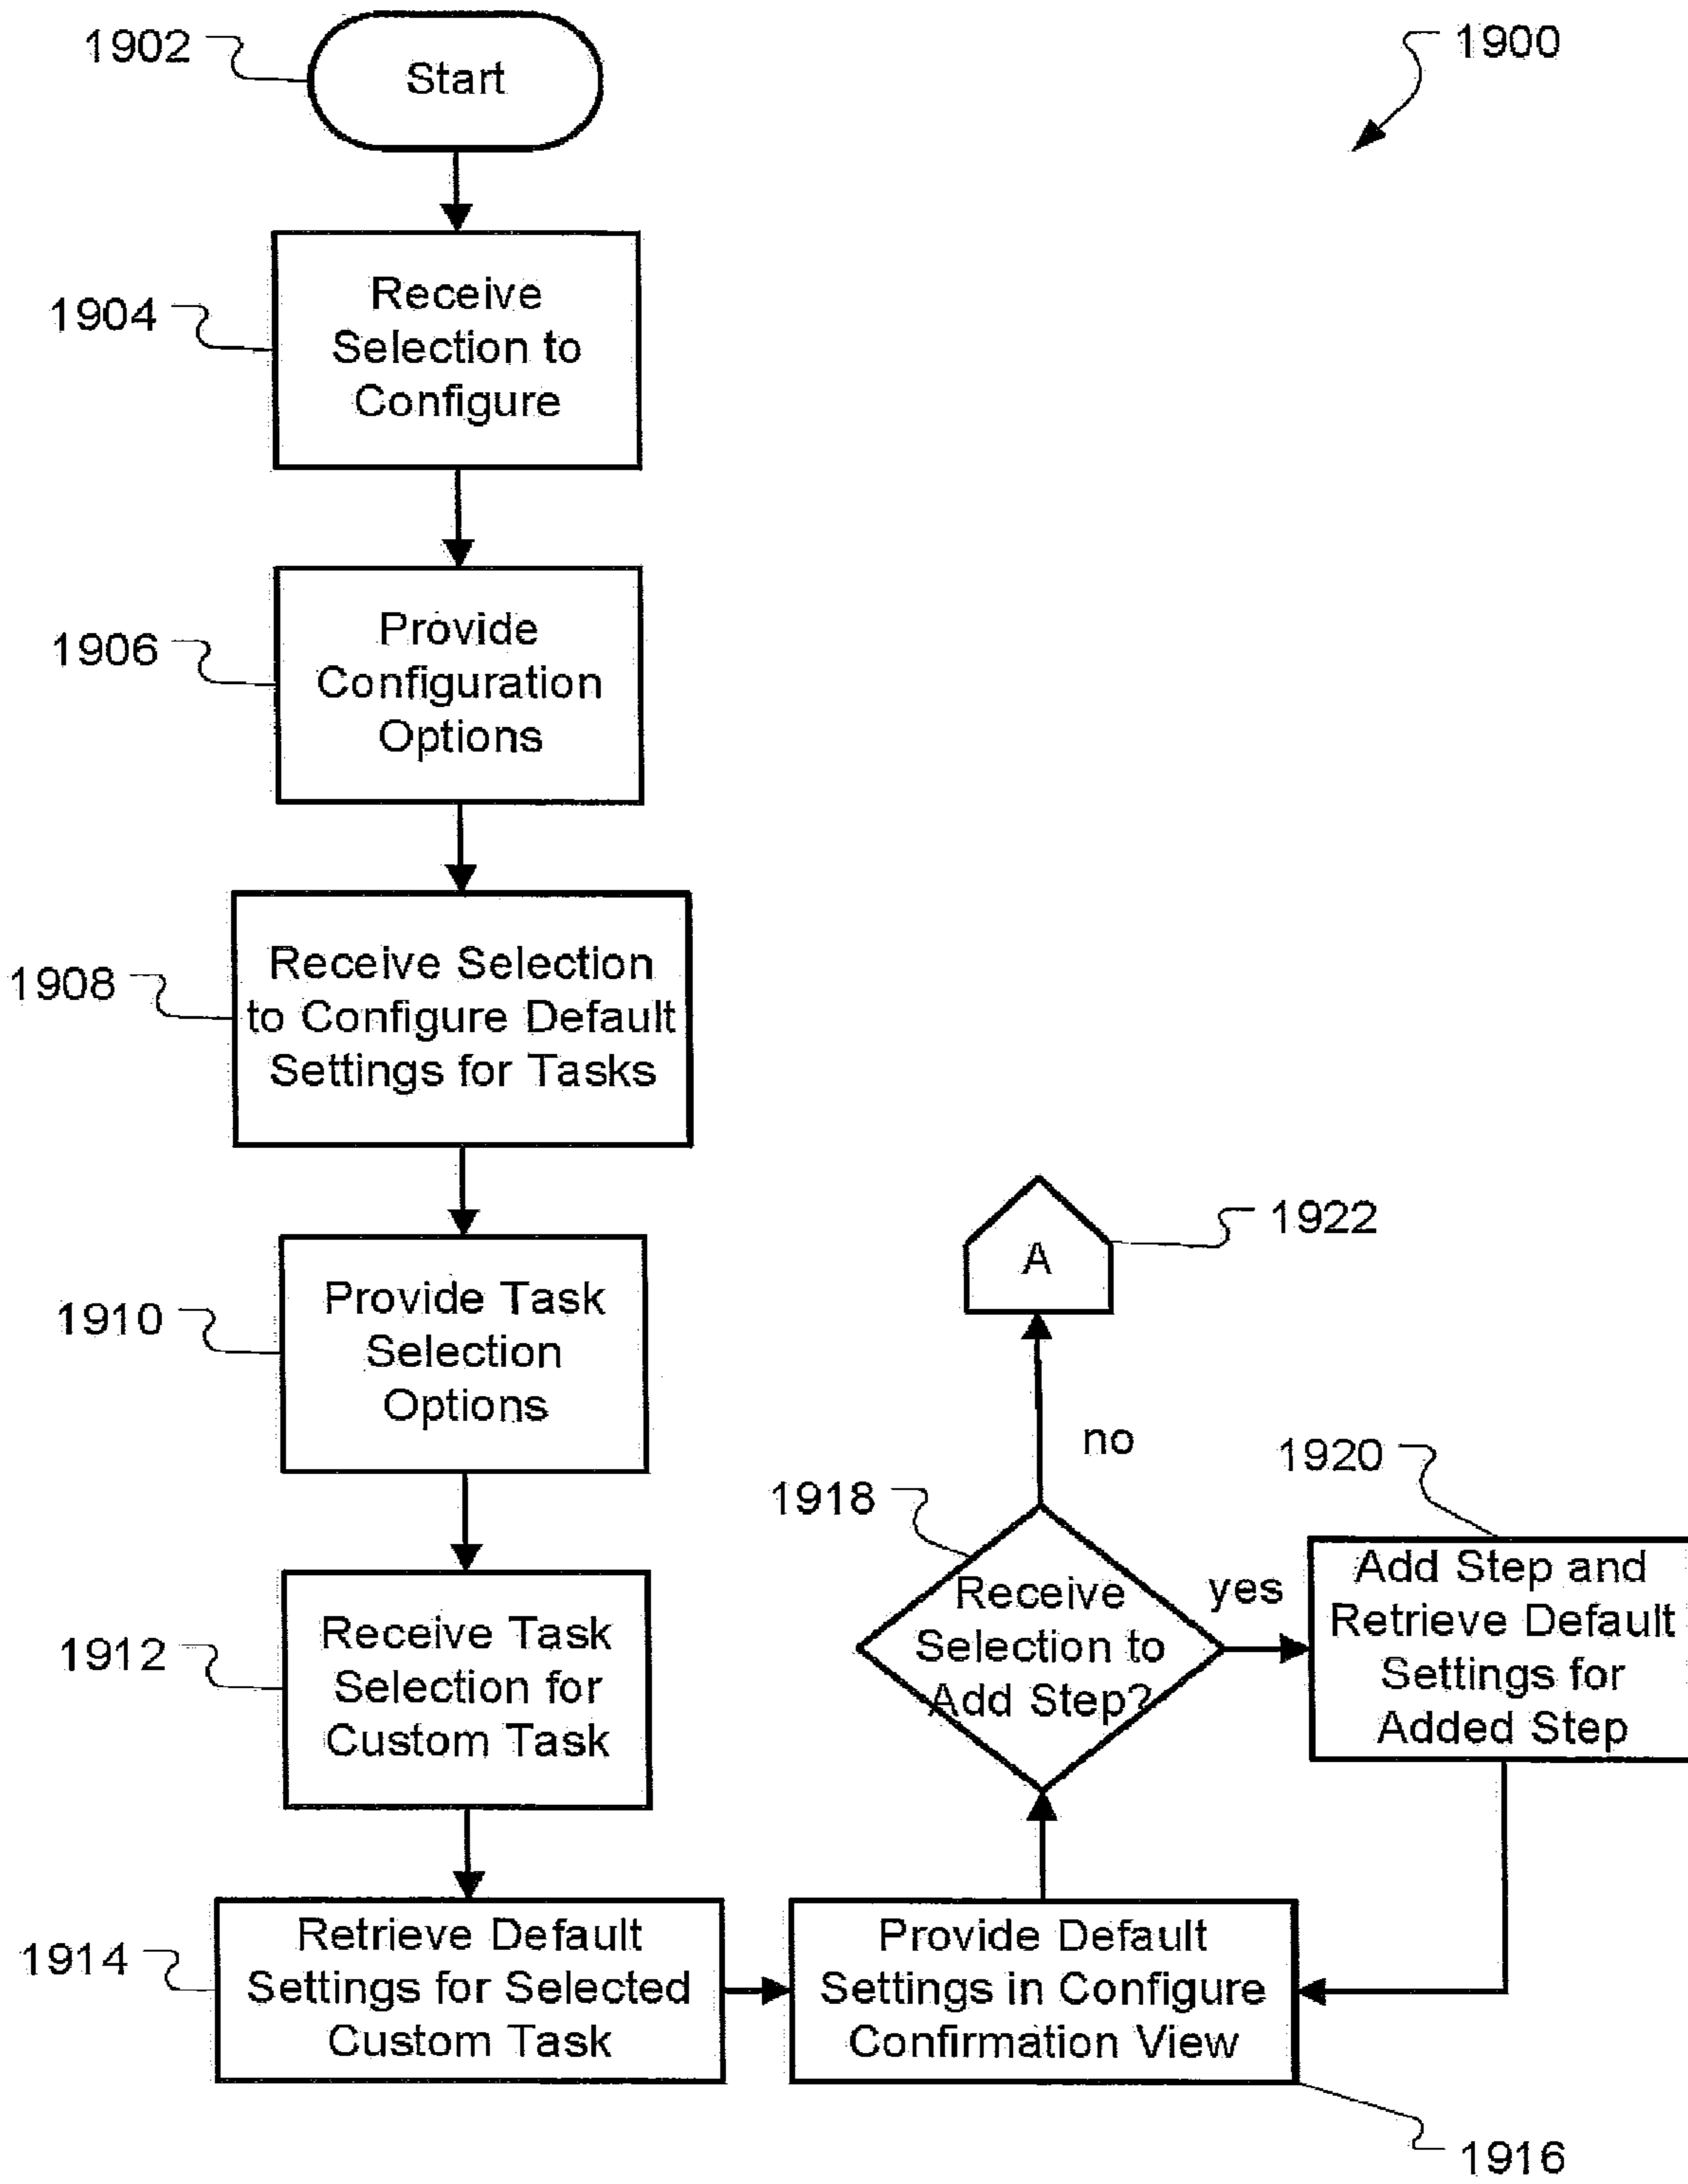 1902
Start
1900
1904
Receive
Selection to
Configure
1906
Provide
Configuration
Options
1908
Receive Selection
to Configure Default
Settings for Tasks
1910
Provide Task
Selection
Options
1912
Receive Task
Selection for
Custom Task
1914
Retrieve Default
Settings for Selected
Custom Task
Provide Default
Settings in Configure
Confirmation View
1916
1918
Receive
Selection to
Add Step?
yes
1920
Add Step and
Retrieve Default
Settings for
Added Step
no
A
1922